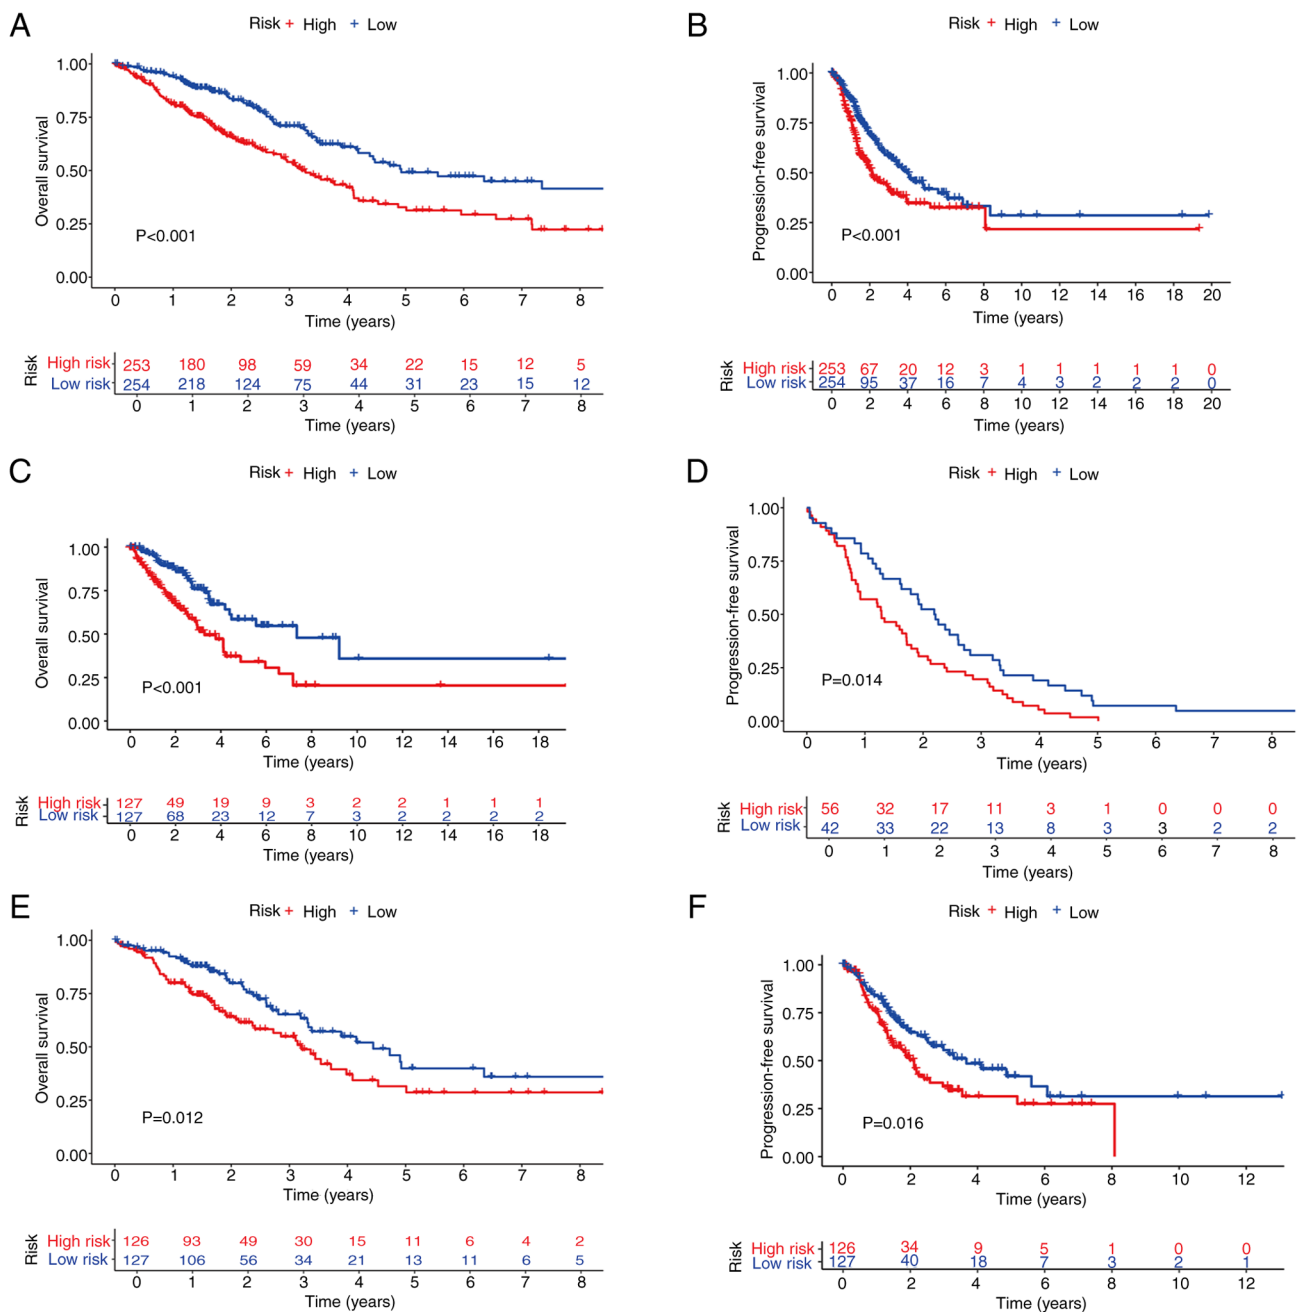 A
Risk + High + Low
Overall survival
1.00
0.75
0.50
0.25
0.00
P<0.001
0 1 2 3 4 5 6 7 8
Time (years)
Risk
High risk 253 180 98 59 34 22 15 12 5
Low risk 254 218 124 75 44 31 23 15 12
0 1 2 3 4 5 6 7 8
Time (years)
B
Risk + High + Low
Progression-free survival
1.00
0.75
0.50
0.25
0.00
P<0.001
0 2 4 6 8 10 12 14 16 18 20
Time (years)
Risk
High risk 253 67 20 12 3 1 1 1 1 1 0
Low risk 254 95 37 16 7 4 3 2 2 2 0
0 2 4 6 8 10 12 14 16 18 20
Time (years)
C
Risk + High + Low
Overall survival
1.00
0.75
0.50
0.25
0.00
P<0.001
0 2 4 6 8 10 12 14 16 18
Time (years)
Risk
High risk 127 49 19 9 3 2 2 1 1 1
Low risk 127 68 23 12 7 3 2 2 2 2
0 2 4 6 8 10 12 14 16 18
Time (years)
D
Risk + High + Low
Progression-free survival
1.00
0.75
0.50
0.25
0.00
P=0.014
0 1 2 3 4 5 6 7 8
Time (years)
Risk
High risk 56 32 17 11 3 1 0 0 0
Low risk 42 33 22 13 8 3 3 2 2
0 1 2 3 4 5 6 7 8
Time (years)
E
Risk + High + Low
Overall survival
1.00
0.75
0.50
0.25
0.00
P=0.012
0 1 2 3 4 5 6 7 8
Time (years)
Risk
High risk 126 93 49 30 15 11 6 4 2
Low risk 127 106 56 34 21 13 11 6 5
0 1 2 3 4 5 6 7 8
Time (years)
F
Risk + High + Low
Progression-free survival
1.00
0.75
0.50
0.25
0.00
P=0.016
0 2 4 6 8 10 12
Time (years)
Risk
High risk 126 34 9 5 1 0 0
Low risk 127 40 18 7 3 2 1
0 2 4 6 8 10 12
Time (years)